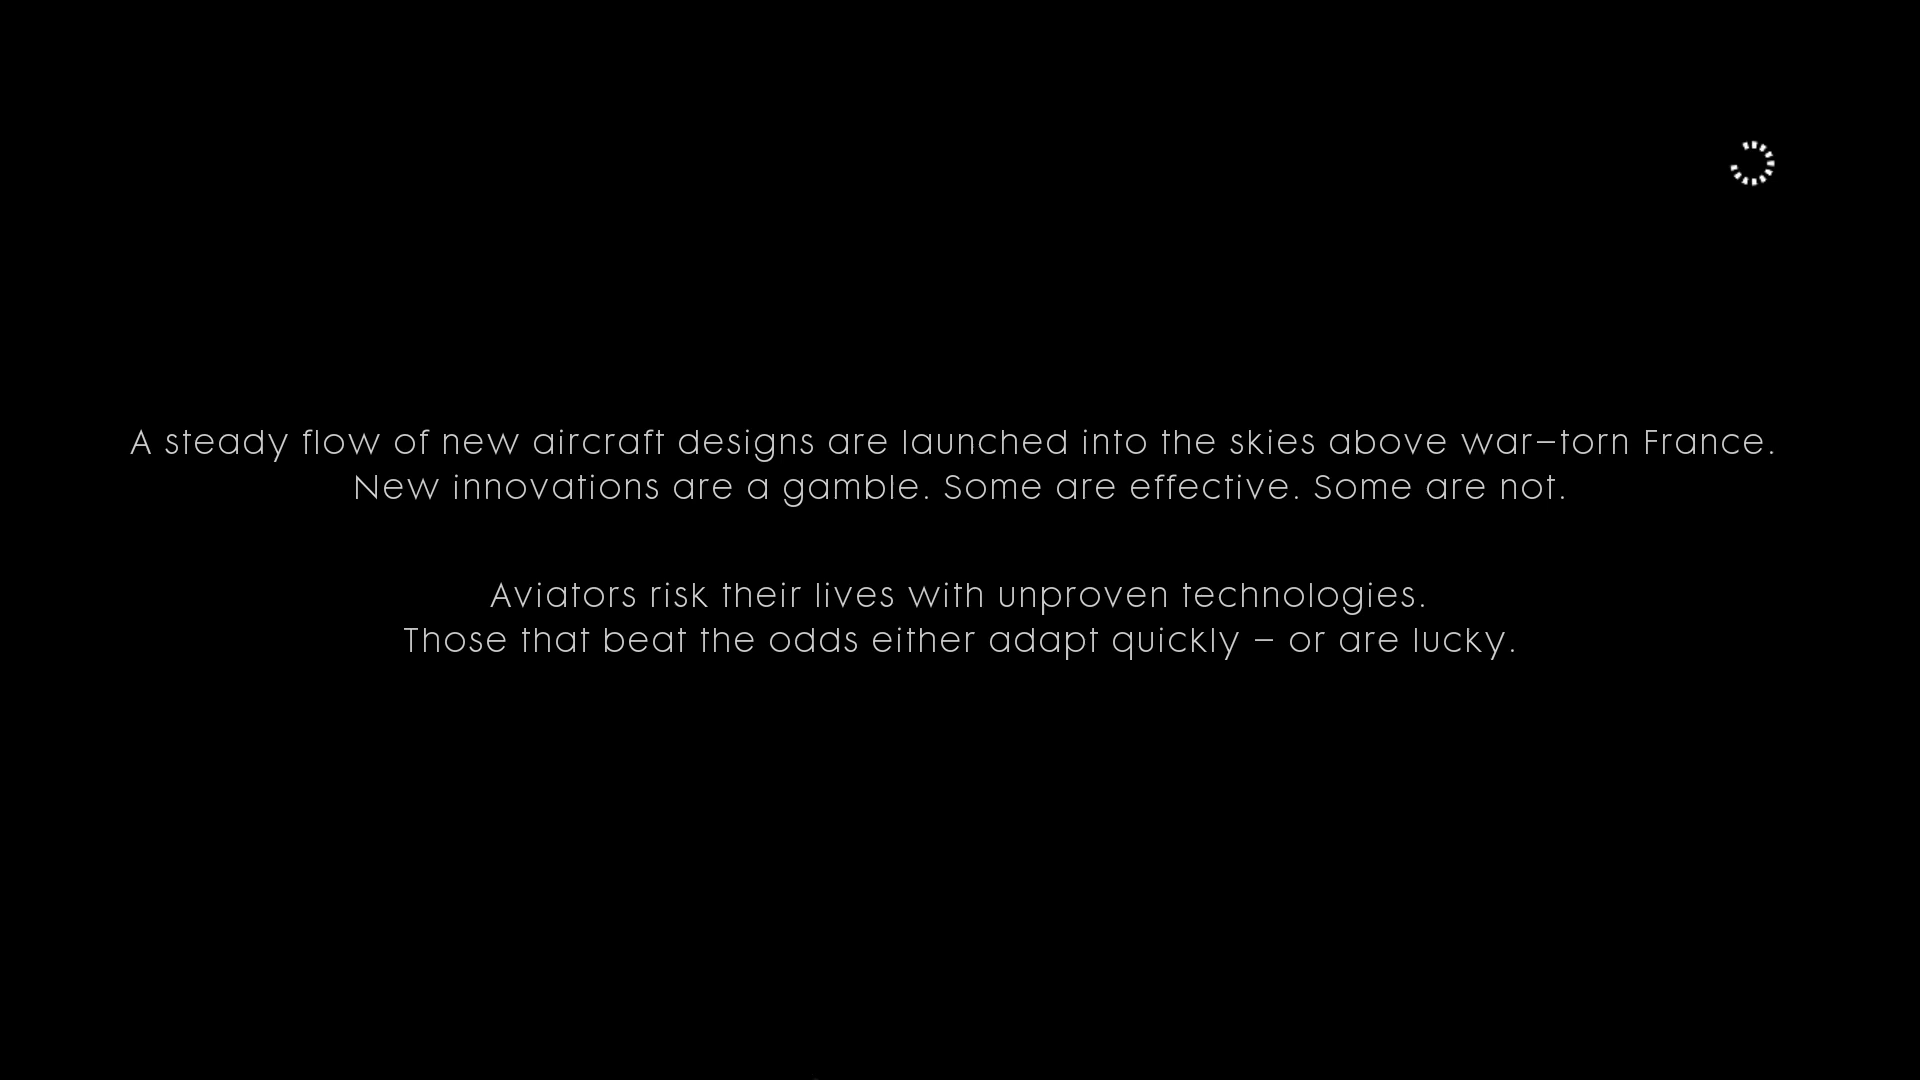 A steady flow of new aircraft designs are launched into the skies above war–torn France.
New innovations are a gamble. Some are effective. Some are not.
Aviators risk their lives with unproven technologies.
Those that beat the odds either adapt quickly – or are lucky.